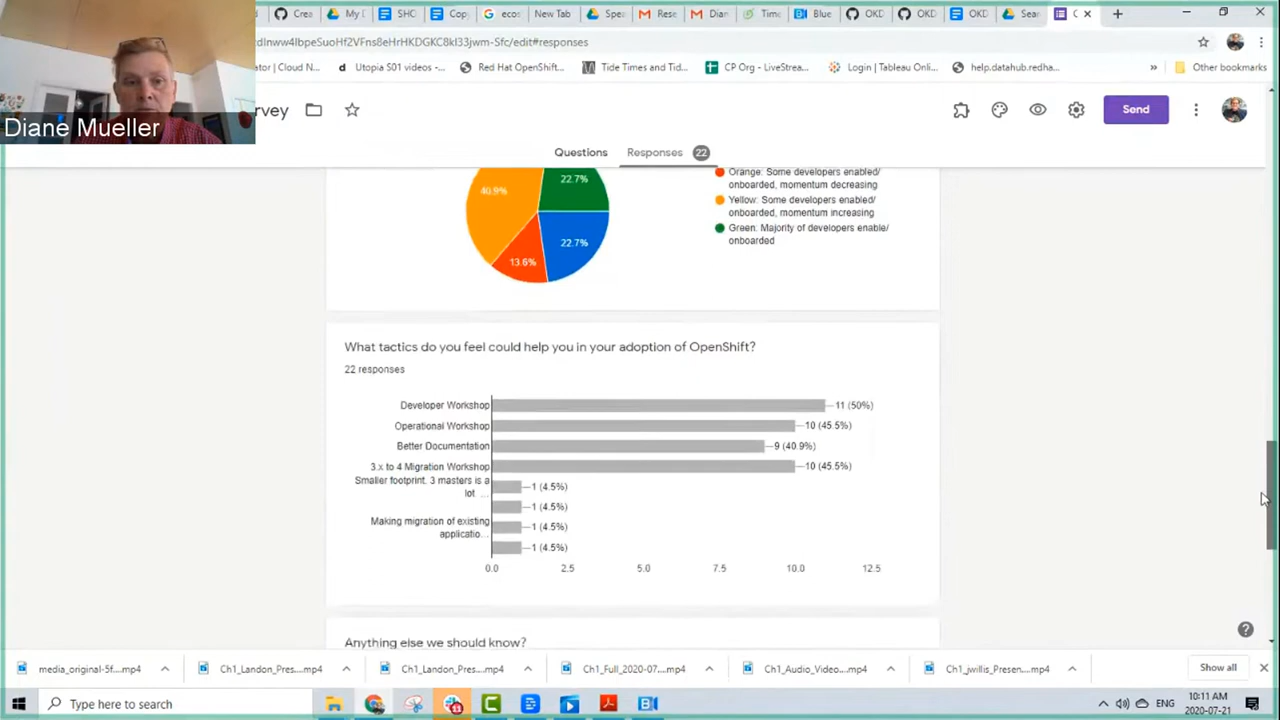 Crea
My D
SHO
Cop
ecos
New Tab
Spea
Rese
Dian
Time
Blue
OKD
OKD
OKD
Sear
dInww4IbpeSuoHf2VFns8eHrHKDGKC8kI33jwm-Sfc/edit#responses
ator | Cloud N...
Utopia S01 videos -...
Red Hat OpenShift...
Tide Times and Tid...
CP Org - LiveStrea...
Login | Tableau Onli...
help.datahub.redha...
Other bookmarks
Diane Mueller
rvey
Send
Questions
Responses 22
40.9%
22.7%
22.7%
13.6%
Orange: Some developers enabled/
onboarded, momentum decreasing
Yellow: Some developers enabled/
onboarded, momentum increasing
Green: Majority of developers enable/
onboarded
What tactics do you feel could help you in your adoption of OpenShift?
22 responses
Developer Workshop 11 (50%)
Operational Workshop 10 (45.5%)
Better Documentation 9 (40.9%)
3.x to 4 Migration Workshop 10 (45.5%)
Smaller footprint. 3 masters is a
lot ... 1 (4.5%)
1 (4.5%)
Making migration of existing
applicatio... 1 (4.5%)
1 (4.5%)
0.0 2.5 5.0 7.5 10.0 12.5
Anything else we should know?
media_original-5f....mp4
Ch1_Landon_Pres....mp4
Ch1_Landon_Pres....mp4
Ch1_Full_2020-07....mp4
Ch1_Audio_Video....mp4
Ch1_jwillis_Presen....mp4
Show all
Type here to search
ENG
10:11 AM
2020-07-21